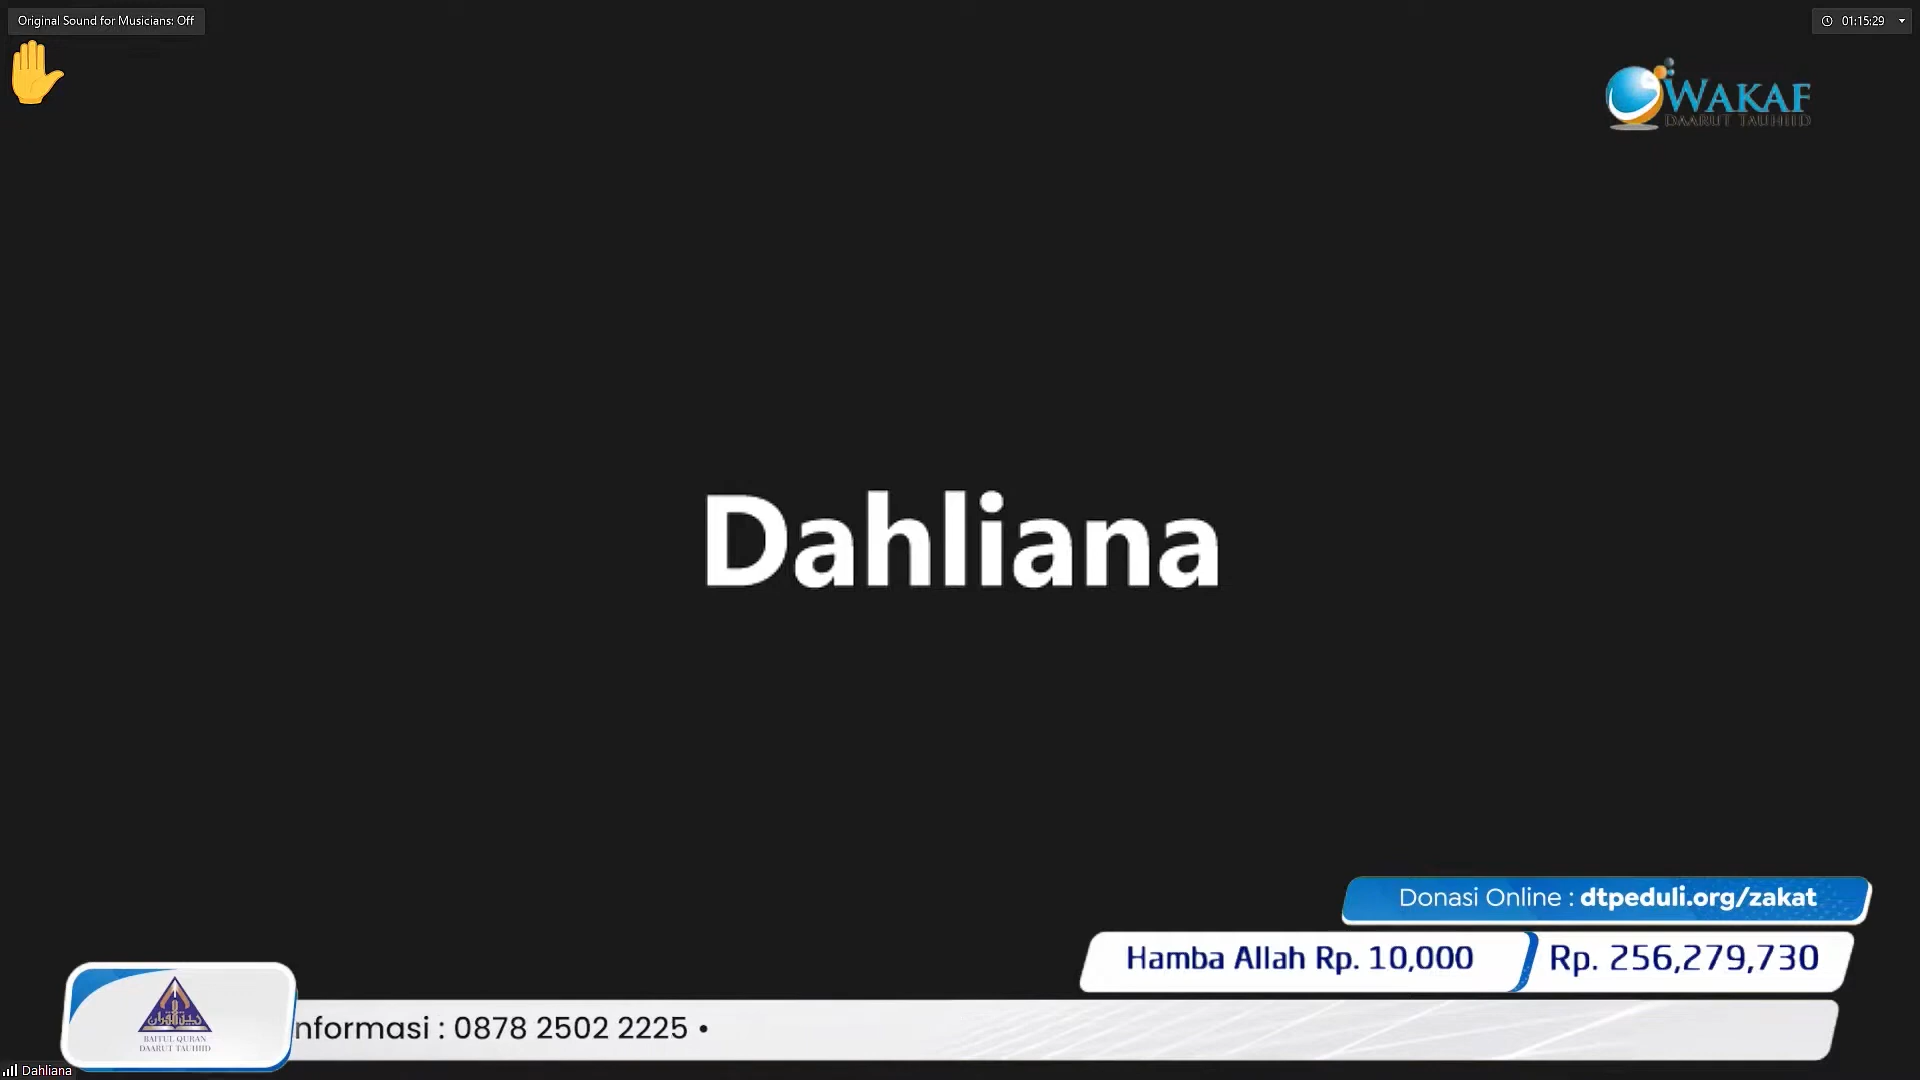 Original Sound for Musicians: Off
01:15:29
WAKAF
DAARUT TAUHIID
Dahliana
Donasi Online : dtpeduli.org/zakat
Hamba Allah Rp. 10,000
Rp. 256,279,730
nformasi : 0878 2502 2225 •
BAITUL QURAN
DAARUT TAUHIID
Dahliana